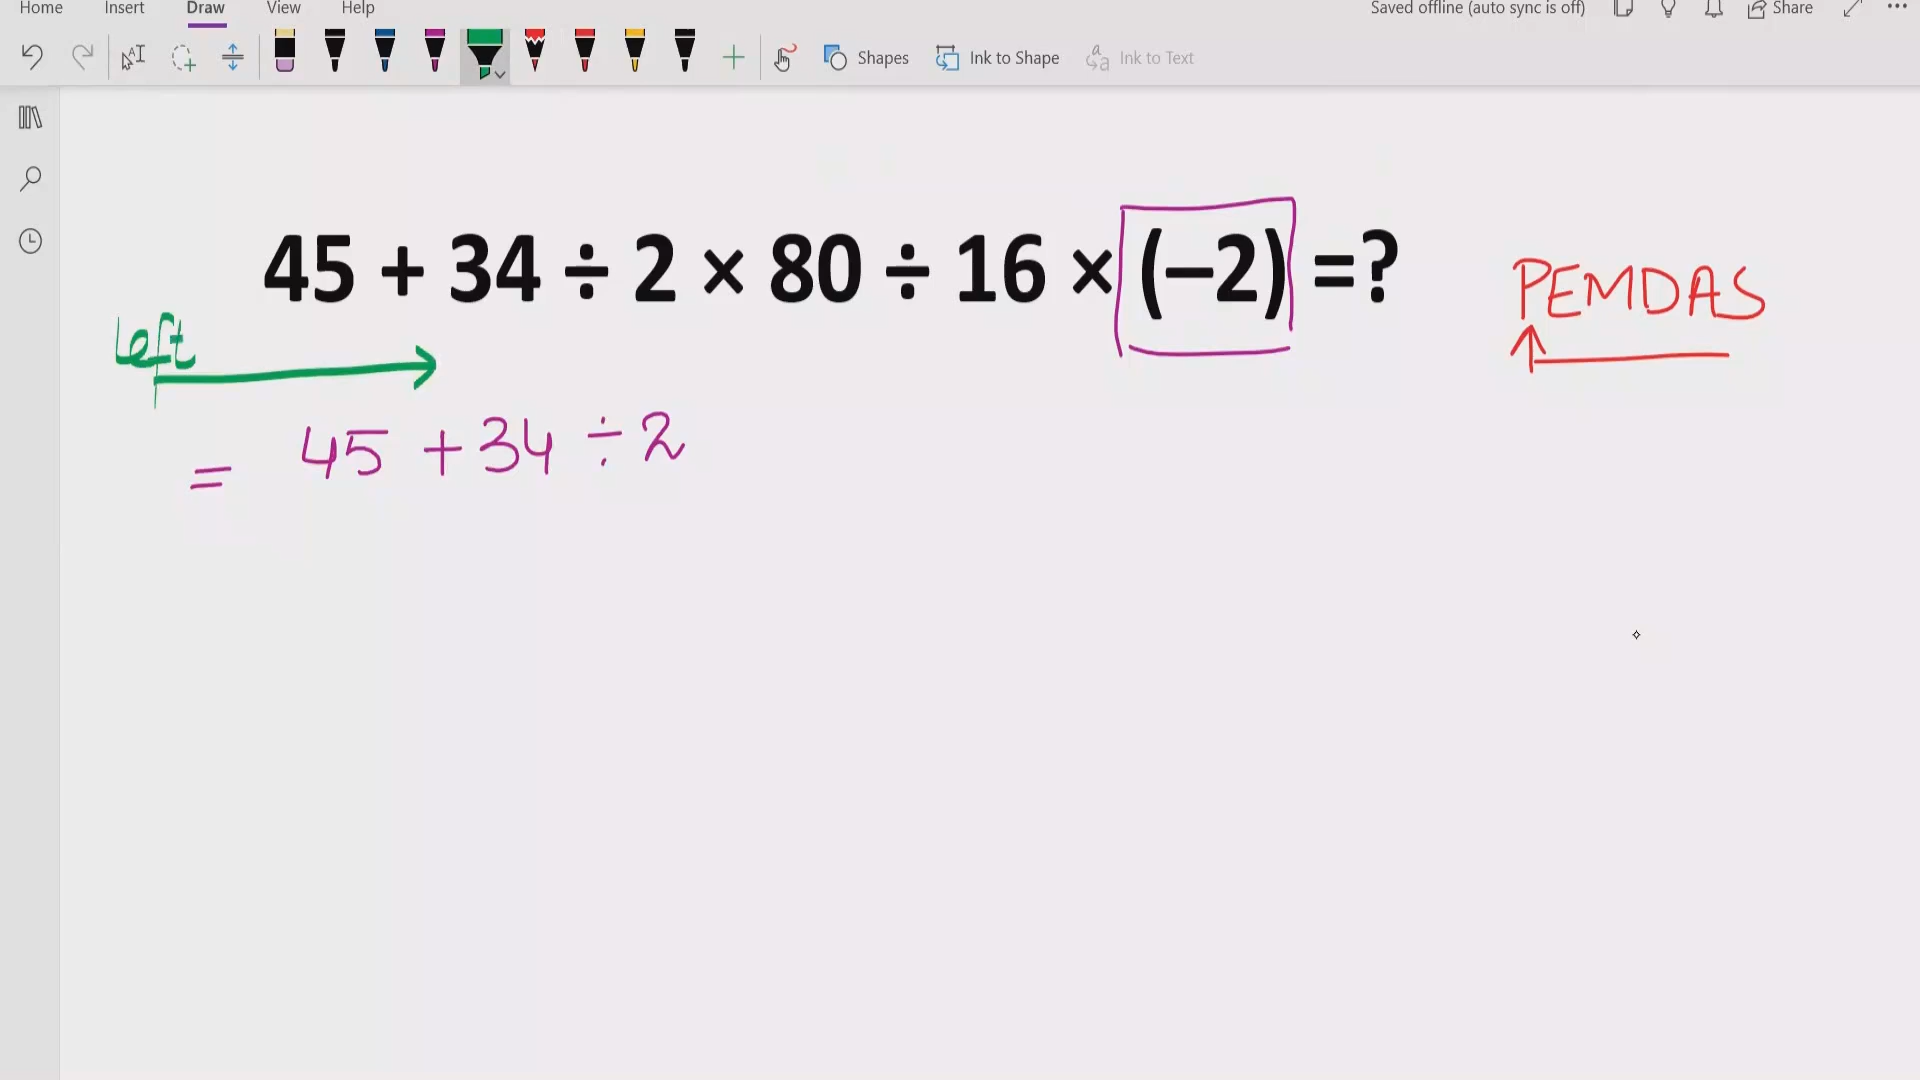 Home Insert Draw View Help Saved offline (auto sync is off) Share
Shapes Ink to Shape Ink to Text
45 + 34 ÷ 2 × 80 ÷ 16 × (–2) =?
PEMDAS
Left
= 45 + 34 ÷ 2